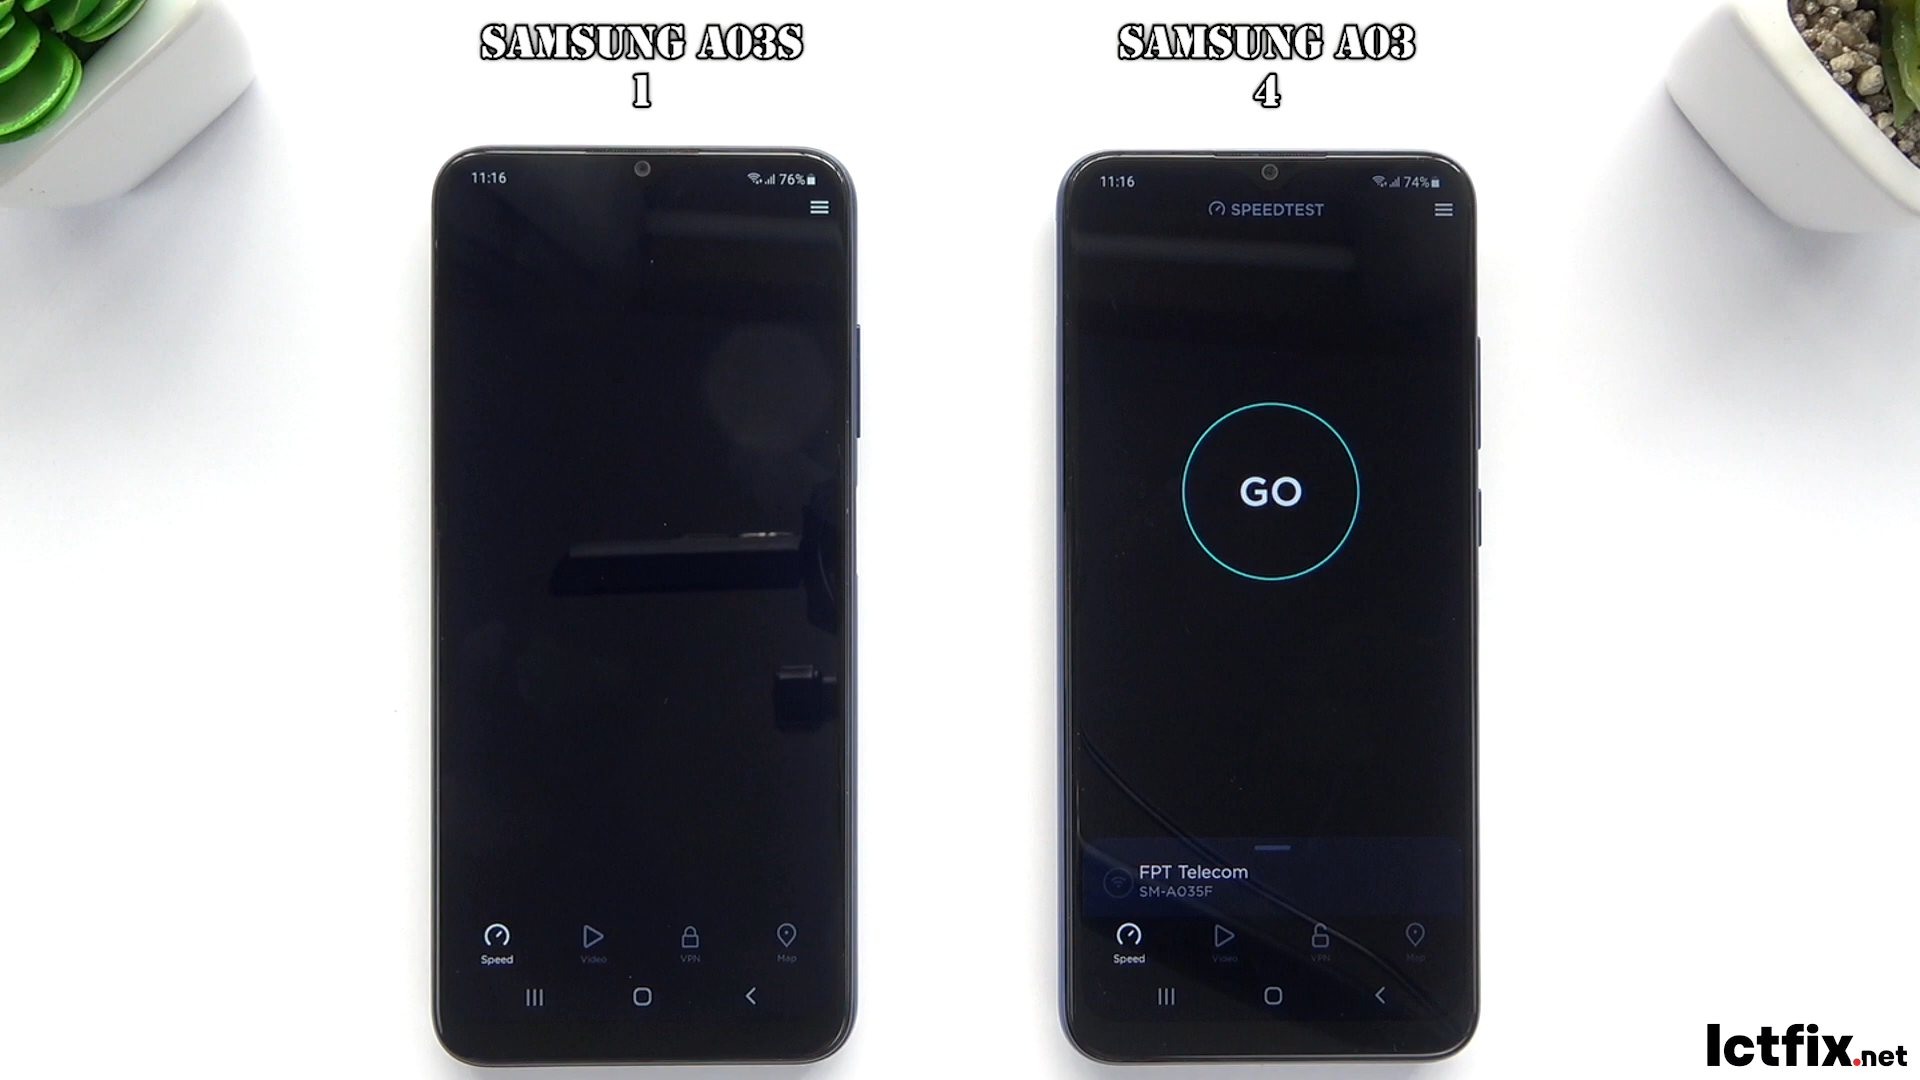 SAMSUNG A03S
1
SAMSUNG A03
4
11:16
76%
Speed
Video
VPN
Map
11:16
74%
SPEEDTEST
GO
FPT Telecom
SM-A035F
Speed
Video
VPN
Map
Ictfix.net